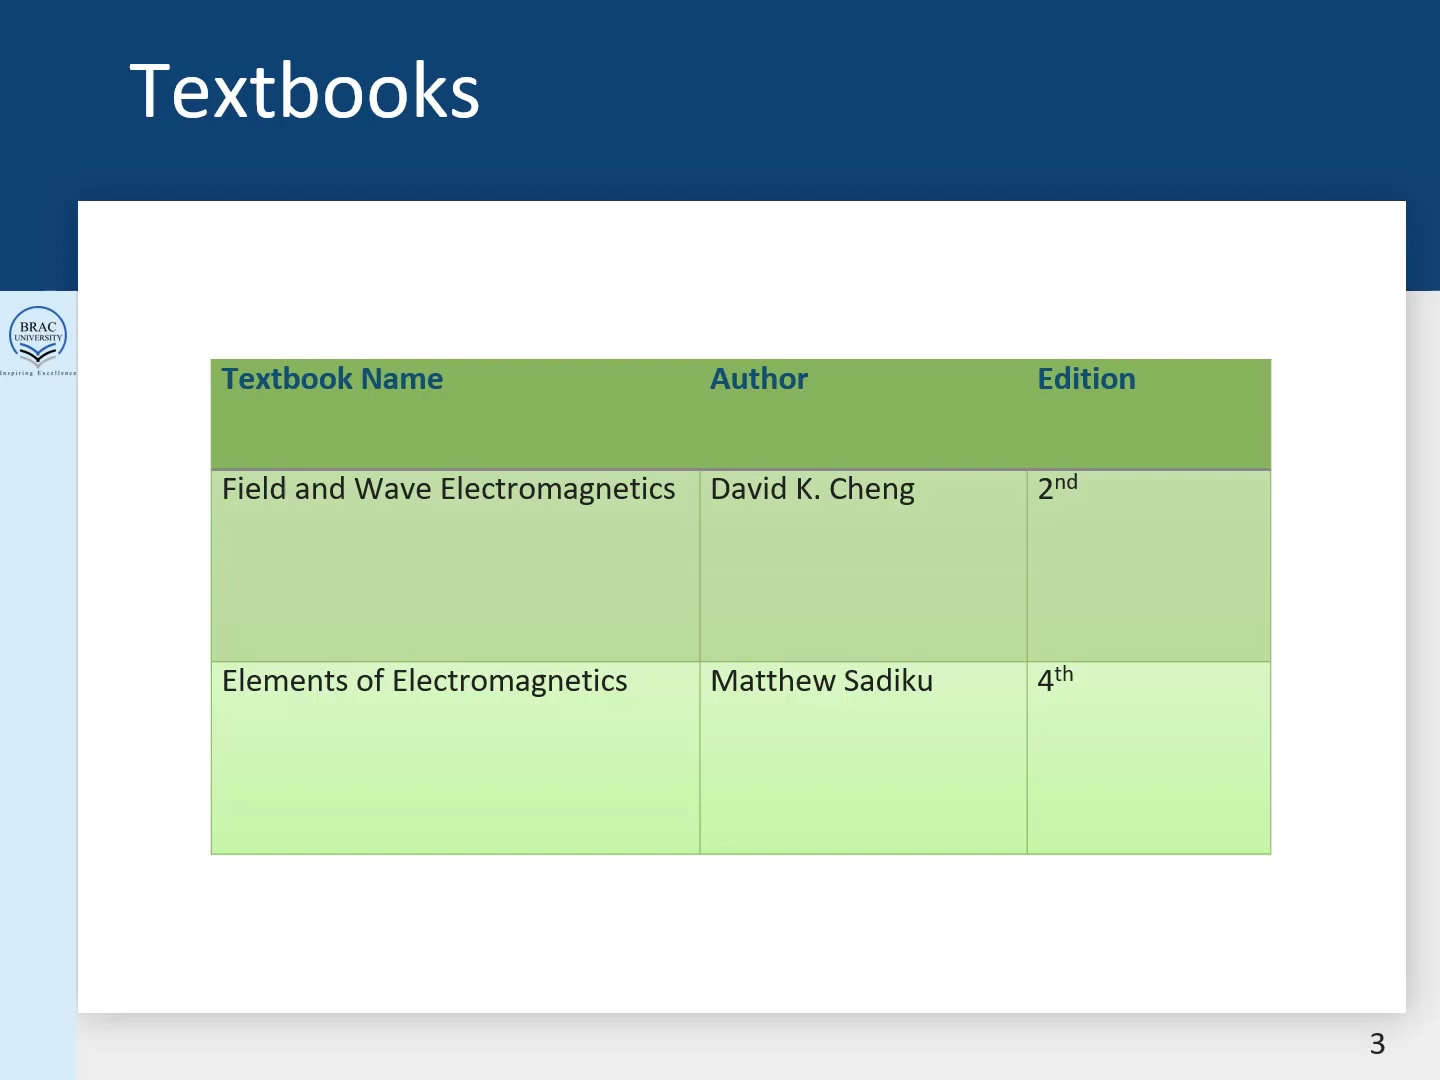 Textbooks
BRAC
UNIVERSITY
Inspiring Excellence
Textbook Name Author Edition
Field and Wave Electromagnetics David K. Cheng 2nd
Elements of Electromagnetics Matthew Sadiku 4th
3